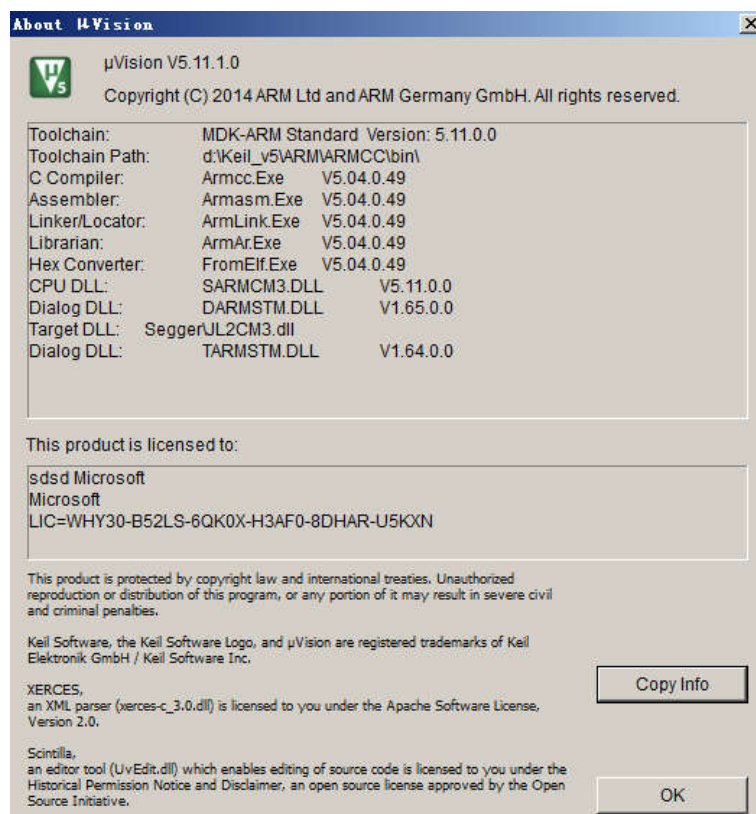 About µVision
µVision V5.11.1.0
Copyright (C) 2014 ARM Ltd and ARM Germany GmbH. All rights reserved.
Toolchain: MDK-ARM Standard Version: 5.11.0.0
Toolchain Path: d:\Keil_v5\ARM\ARMCC\bin\
C Compiler: Armcc.Exe V5.04.0.49
Assembler: Armasm.Exe V5.04.0.49
Linker/Locator: ArmLink.Exe V5.04.0.49
Librarian: ArmAr.Exe V5.04.0.49
Hex Converter: FromElf.Exe V5.04.0.49
CPU DLL: SARMCM3.DLL V5.11.0.0
Dialog DLL: DARMSTM.DLL V1.65.0.0
Target DLL: Segger\JL2CM3.dll
Dialog DLL: TARMSTM.DLL V1.64.0.0
This product is licensed to:
sdsd Microsoft
Microsoft
LIC=WHY30-B52LS-6QK0X-H3AF0-8DHAR-U5KXN
This product is protected by copyright law and international treaties. Unauthorized
reproduction or distribution of this program, or any portion of it may result in severe civil
and criminal penalties.
Keil Software, the Keil Software Logo, and µVision are registered trademarks of Keil
Elektronik GmbH / Keil Software Inc.
XERCES,
an XML parser (xerces-c_3.0.dll) is licensed to you under the Apache Software License,
Version 2.0.
Copy Info
Scintilla,
an editor tool (UvEdit.dll) which enables editing of source code is licensed to you under the
Historical Permission Notice and Disclaimer, an open source license approved by the Open
Source Initiative.
OK